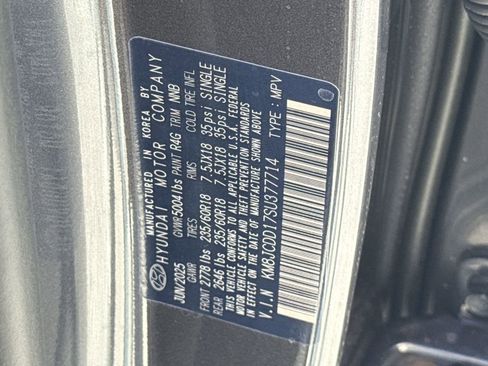 MANUFACTURED IN KOREA BY
HYUNDAI MOTOR COMPANY
JUN/2025 GVWR 5004 lbs PAINT R4G TRIM NNB
GAWR TIRES RIMS COLD TIRE INFL
FRONT 2778 lbs 235/60R18 7.5JX18 35psi SINGLE
REAR 2646 lbs 235/60R18 7.5JX18 35psi SINGLE
THIS VEHICLE CONFORMS TO ALL APPLICABLE U.S.A. FEDERAL
MOTOR VEHICLE SAFETY, BUMPER AND THEFT PREVENTION STANDARDS
IN EFFECT ON THE DATE OF MANUFACTURE SHOWN ABOVE.
V.I.N KM8JCDD17SU377714 TYPE : MPV